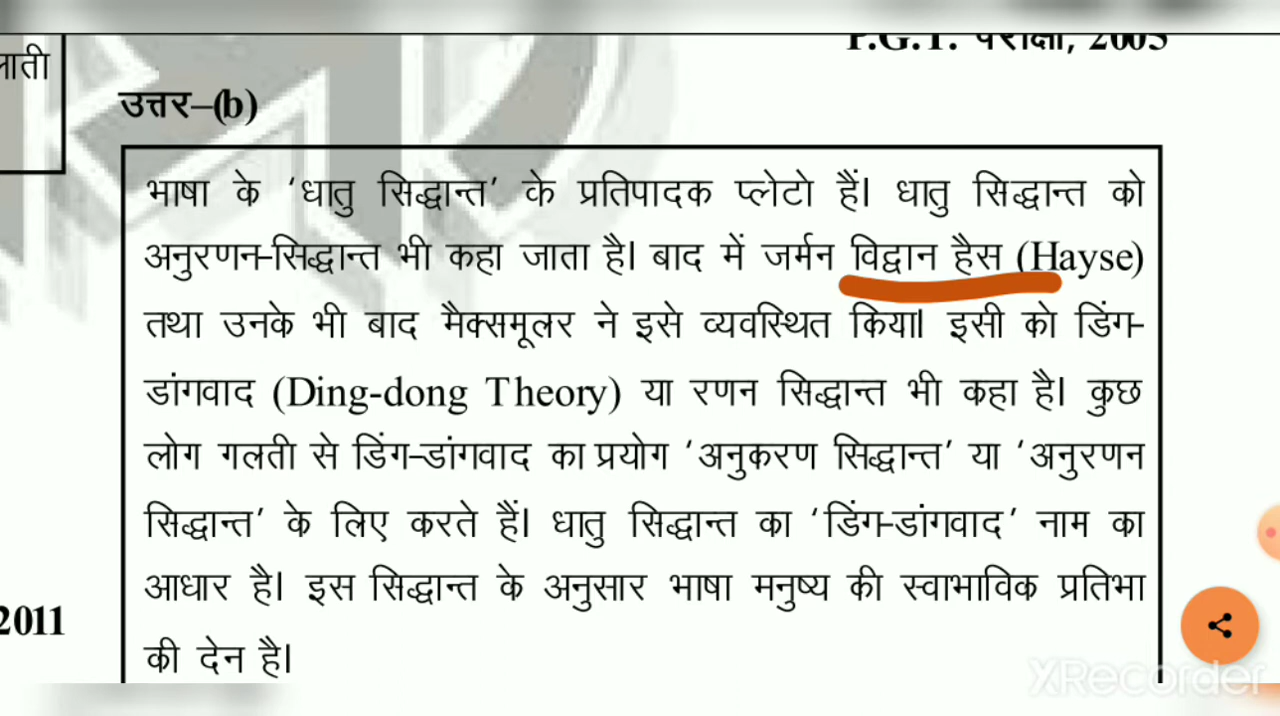 लाती
P.G.T. परीक्षा, 2005
उत्तर–(b)
भाषा के ‘धातु सिद्धान्त’ के प्रतिपादक प्लेटो हैं। धातु सिद्धान्त को
अनुरणन-सिद्धान्त भी कहा जाता है। बाद में जर्मन विद्वान हैस (Hayse)
तथा उनके भी बाद मैक्समूलर ने इसे व्यवस्थित किया। इसी को डिंग-
डांगवाद (Ding-dong Theory) या रणन सिद्धान्त भी कहा है। कुछ
लोग गलती से डिंग-डांगवाद का प्रयोग ‘अनुकरण सिद्धान्त’ या ‘अनुरणन
सिद्धान्त’ के लिए करते हैं। धातु सिद्धान्त का ‘डिंग-डांगवाद’ नाम का
आधार है। इस सिद्धान्त के अनुसार भाषा मनुष्य की स्वाभाविक प्रतिभा
की देन है।
2011
XRecorder